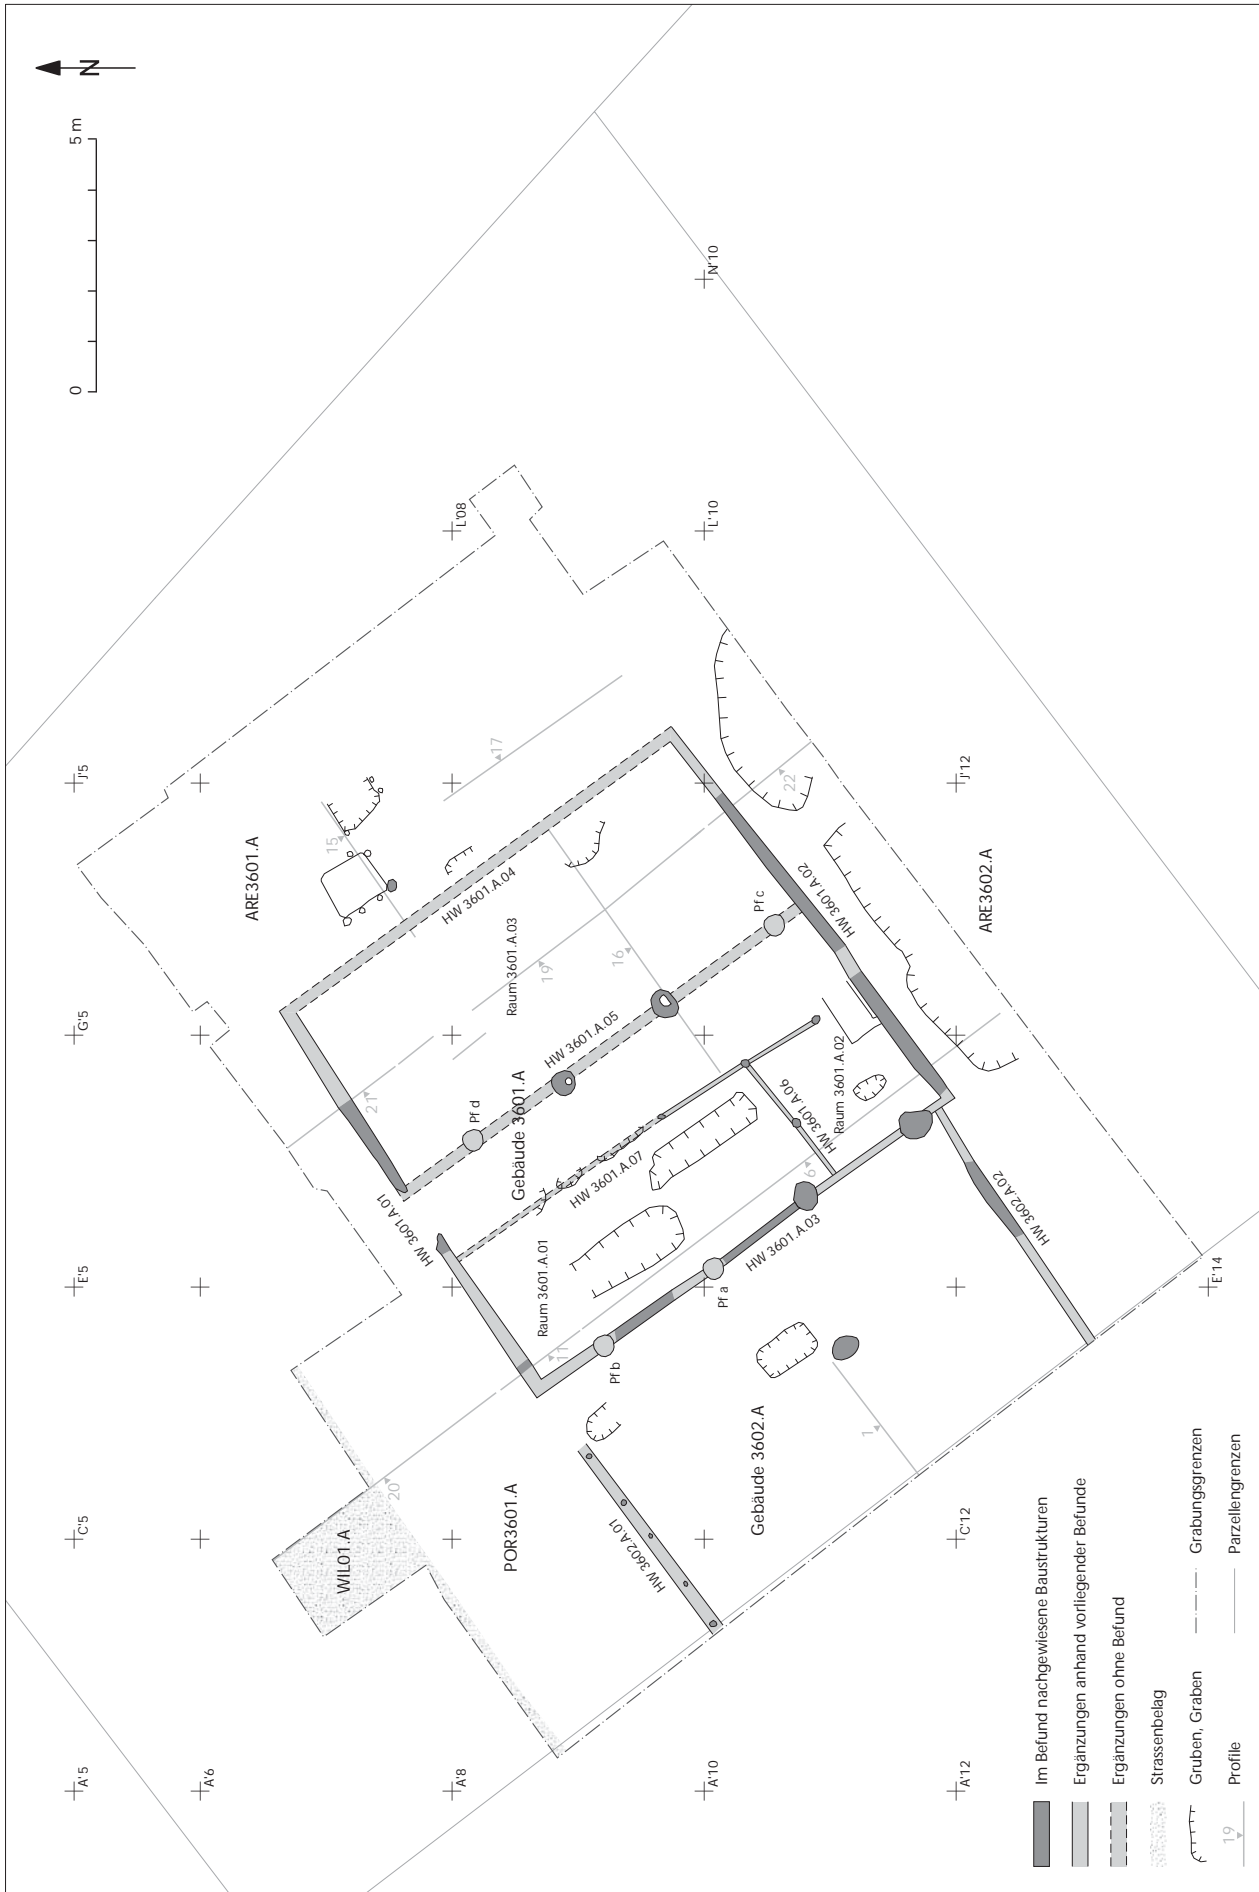 N
0
5 m
A'5
C'5
E'5
G'5
J'5
A'6
A'8
L'08
A'10
L'10
N'10
A'12
C'12
J'12
E'14
WIL01.A
POR3601.A
ARE3601.A
ARE3602.A
Gebäude 3601.A
Gebäude 3602.A
Raum 3601.A.01
Raum 3601.A.02
Raum 3601.A.03
HW 3601.A.01
HW 3601.A.02
HW 3601.A.03
HW 3601.A.04
HW 3601.A.05
HW 3601.A.06
HW 3601.A.07
HW 3602.A.01
HW 3602.A.02
Pf a
Pf b
Pf c
Pf d
1
11
15
16
17
19
20
21
22
Im Befund nachgewiesene Baustrukturen
Ergänzungen anhand vorliegender Befunde
Ergänzungen ohne Befund
Strassenbelag
Gruben, Graben
19
Profile
Grabungsgrenzen
Parzellengrenzen